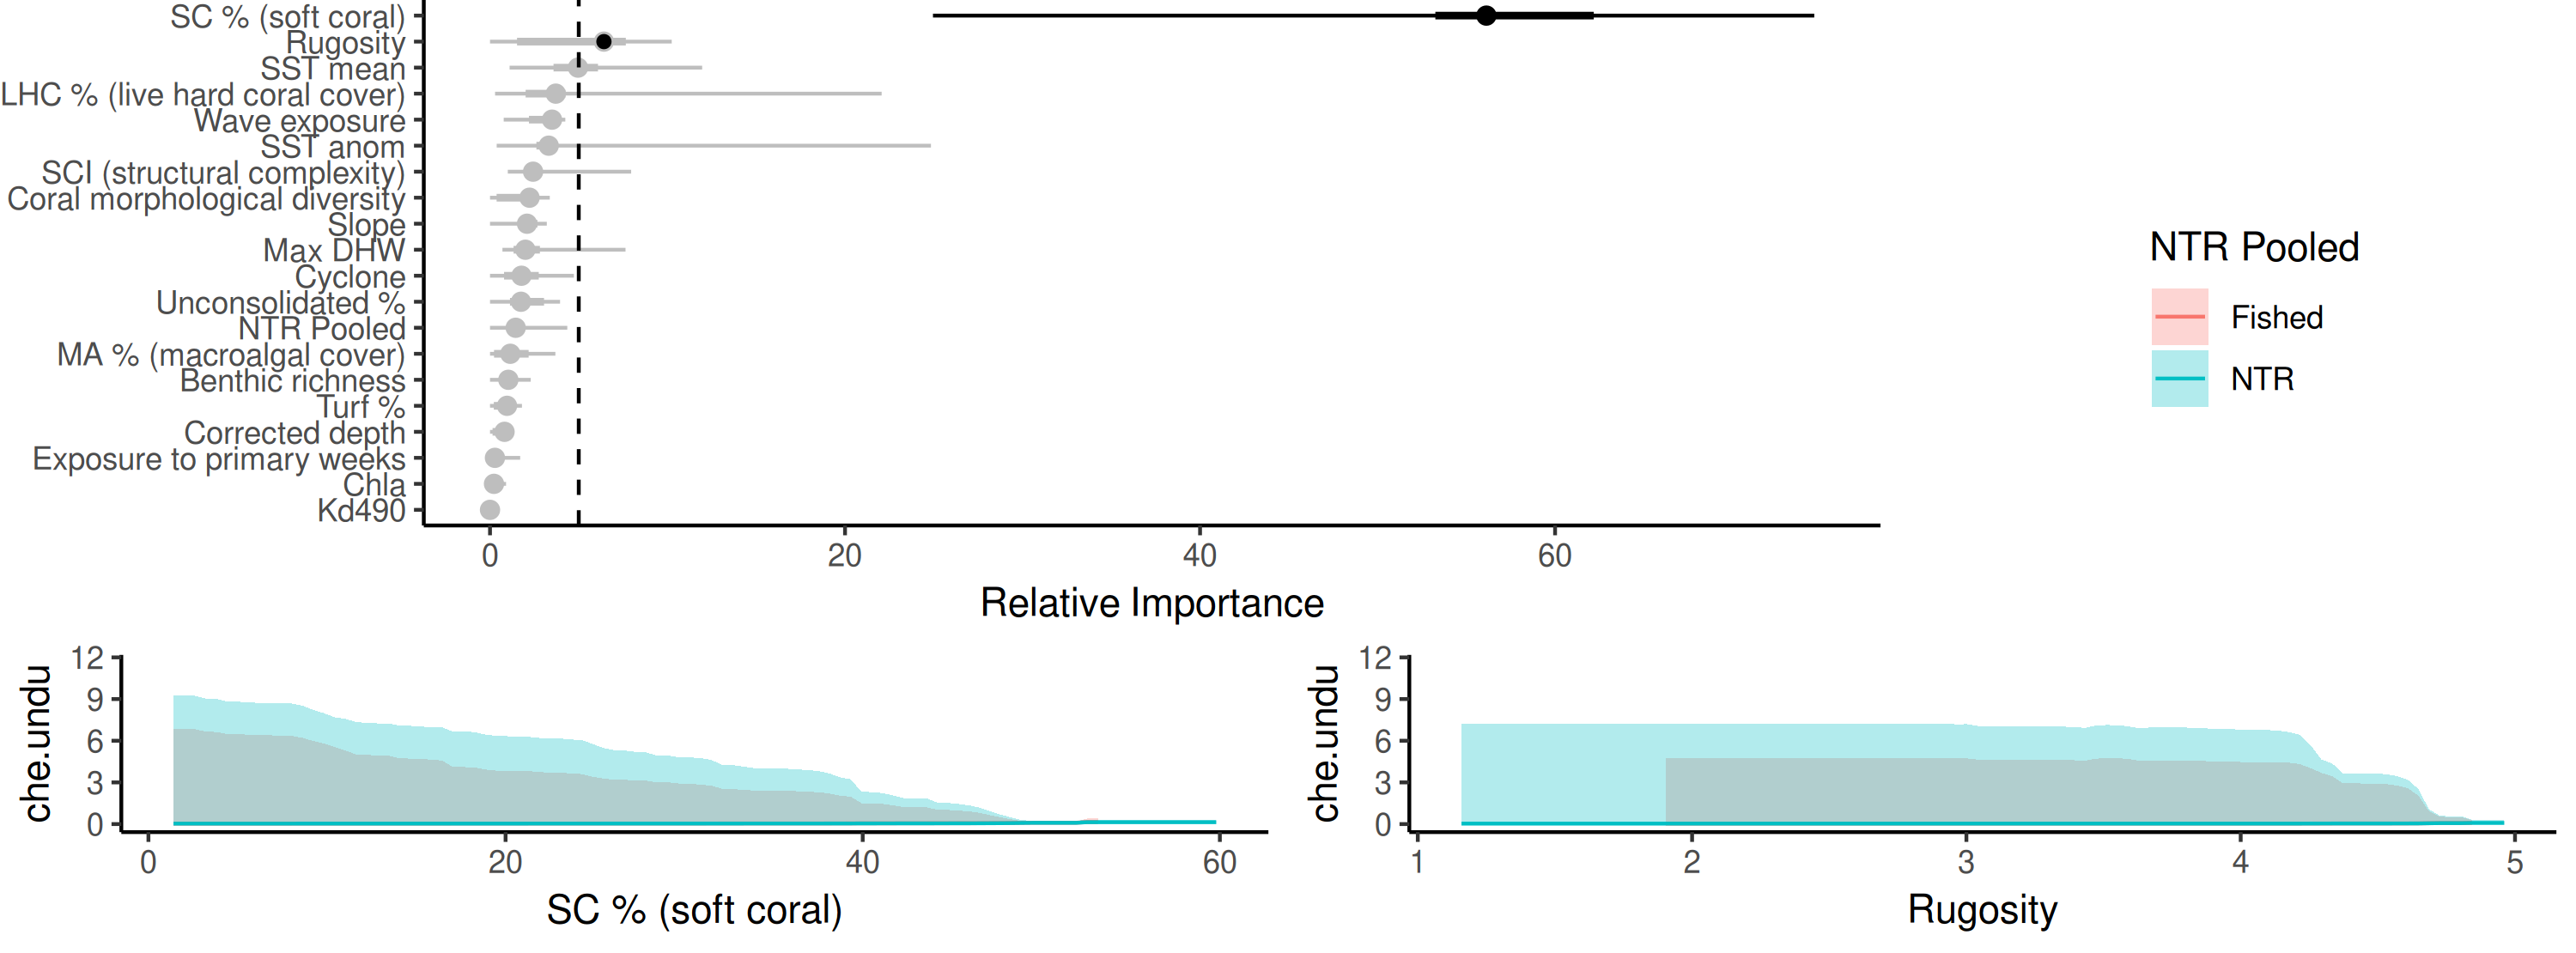 SC % (soft coral)
Rugosity
SST mean
LHC % (live hard coral cover)
Wave exposure
SST anom
SCI (structural complexity)
Coral morphological diversity
Slope
Max DHW
Cyclone
Unconsolidated %
NTR Pooled
MA % (macroalgal cover)
Benthic richness
Turf %
Corrected depth
Exposure to primary weeks
Chla
Kd490
0 20 40 60
Relative Importance
NTR Pooled
Fished
NTR
che.undu
12
9
6
3
0
0 20 40 60
SC % (soft coral)
che.undu
12
9
6
3
0
1 2 3 4 5
Rugosity